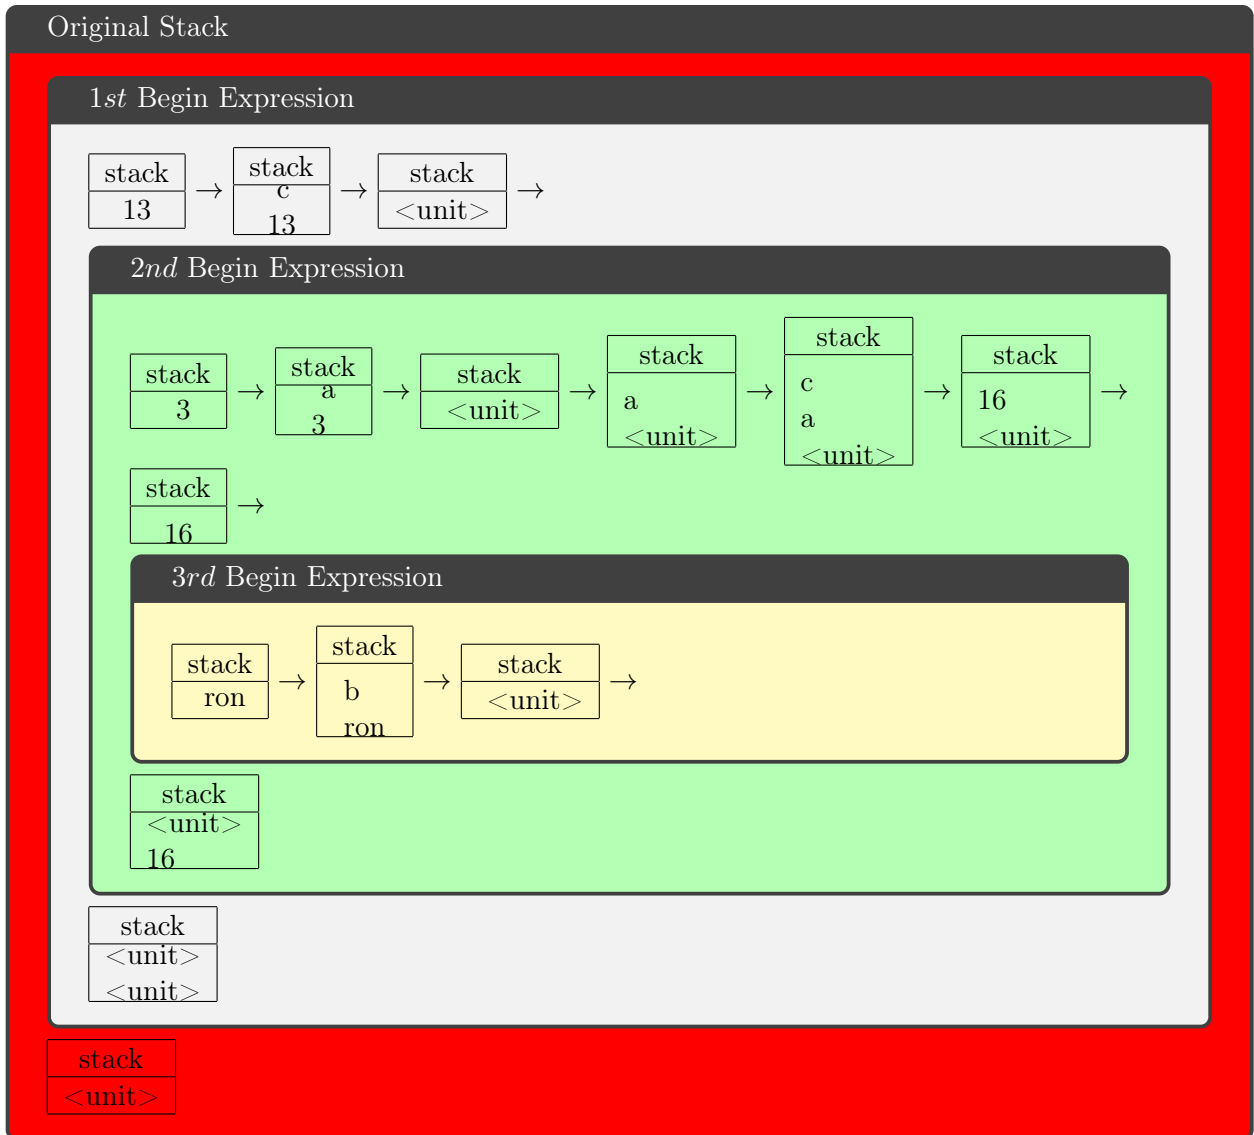 Original Stack
1st Begin Expression
stack → stack → stack →
13 c <unit>
13
2nd Begin Expression
stack → stack → stack → stack → stack → stack →
3 a <unit> a c 16
3 <unit> a <unit>
<unit>
stack →
16
3rd Begin Expression
stack → stack → stack →
ron b <unit>
ron
stack
<unit>
16
stack
<unit>
<unit>
stack
<unit>